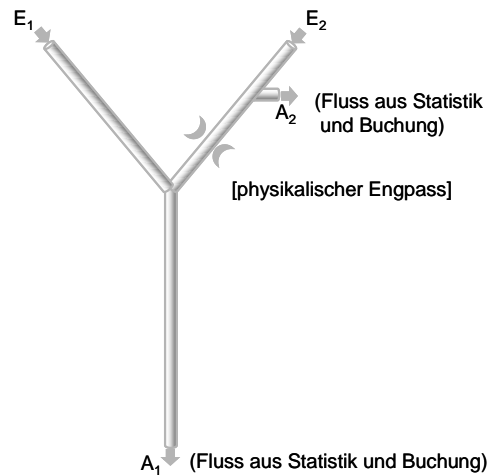 E1
E2
A2
(Fluss aus Statistik
und Buchung)
[physikalischer Engpass]
A1
(Fluss aus Statistik und Buchung)